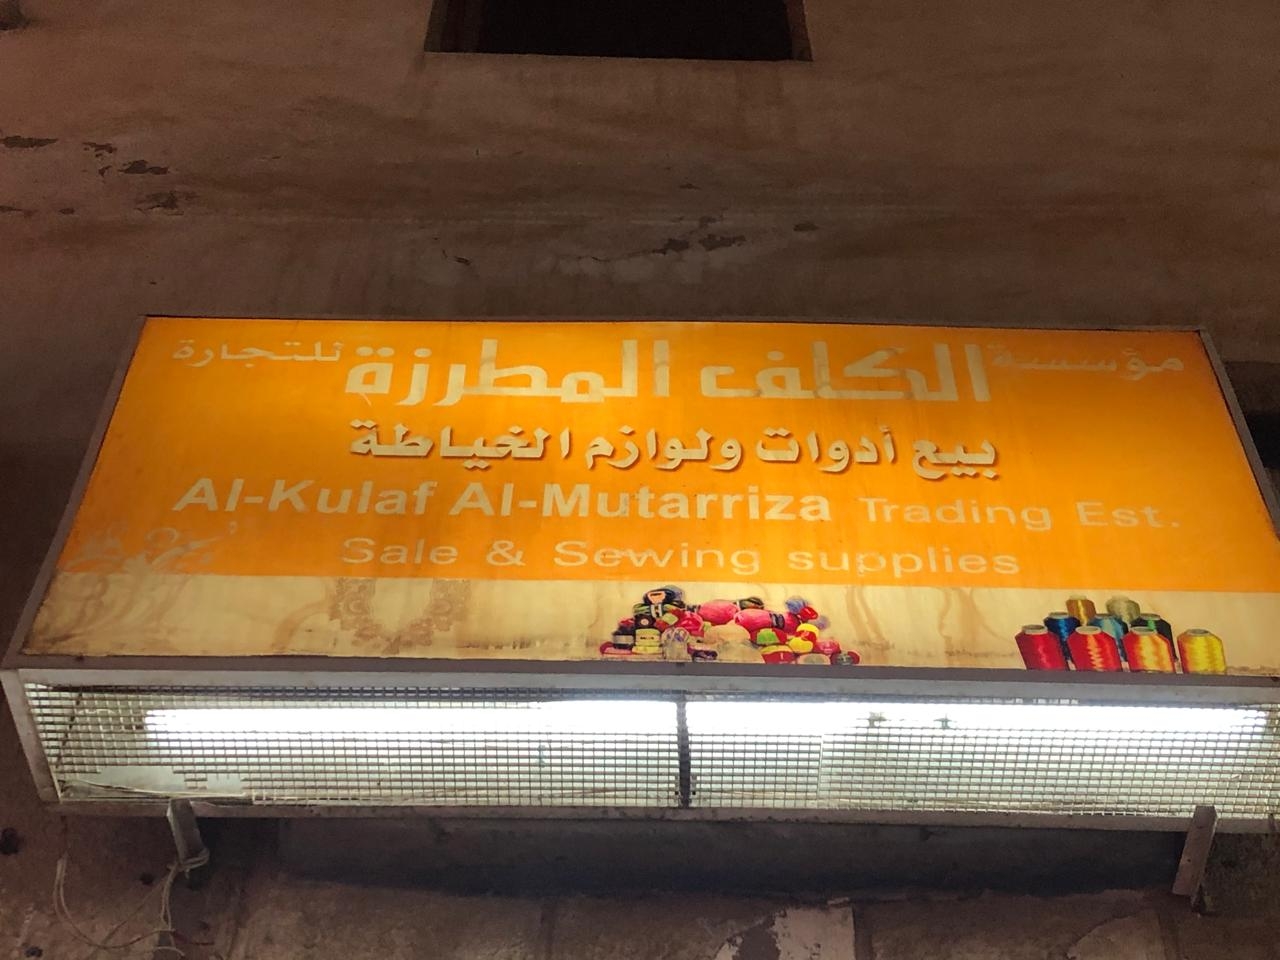 مؤسسة الكلف المطرزة للتجارة
بيع أدوات ولوازم الخياطة
Al-Kulaf Al-Mutarriza Trading Est.
Sale & Sewing supplies